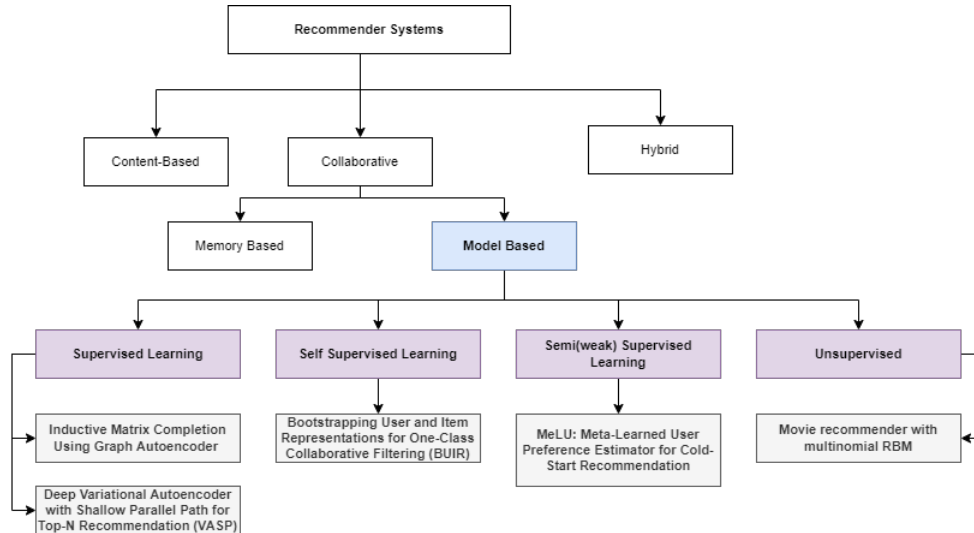 Recommender Systems
Content-Based
Collaborative
Hybrid
Memory Based
Model Based
Supervised Learning
Self Supervised Learning
Semi(weak) Supervised
Learning
Unsupervised
Inductive Matrix Completion
Using Graph Autoencoder
Bootstrapping User and Item
Representations for One-Class
Collaborative Filtering (BUIR)
MeLU: Meta-Learned User
Preference Estimator for Cold-
Start Recommendation
Movie recommender with
multinomial RBM
Deep Variational Autoencoder
with Shallow Parallel Path for
Top-N Recommendation (VASP)